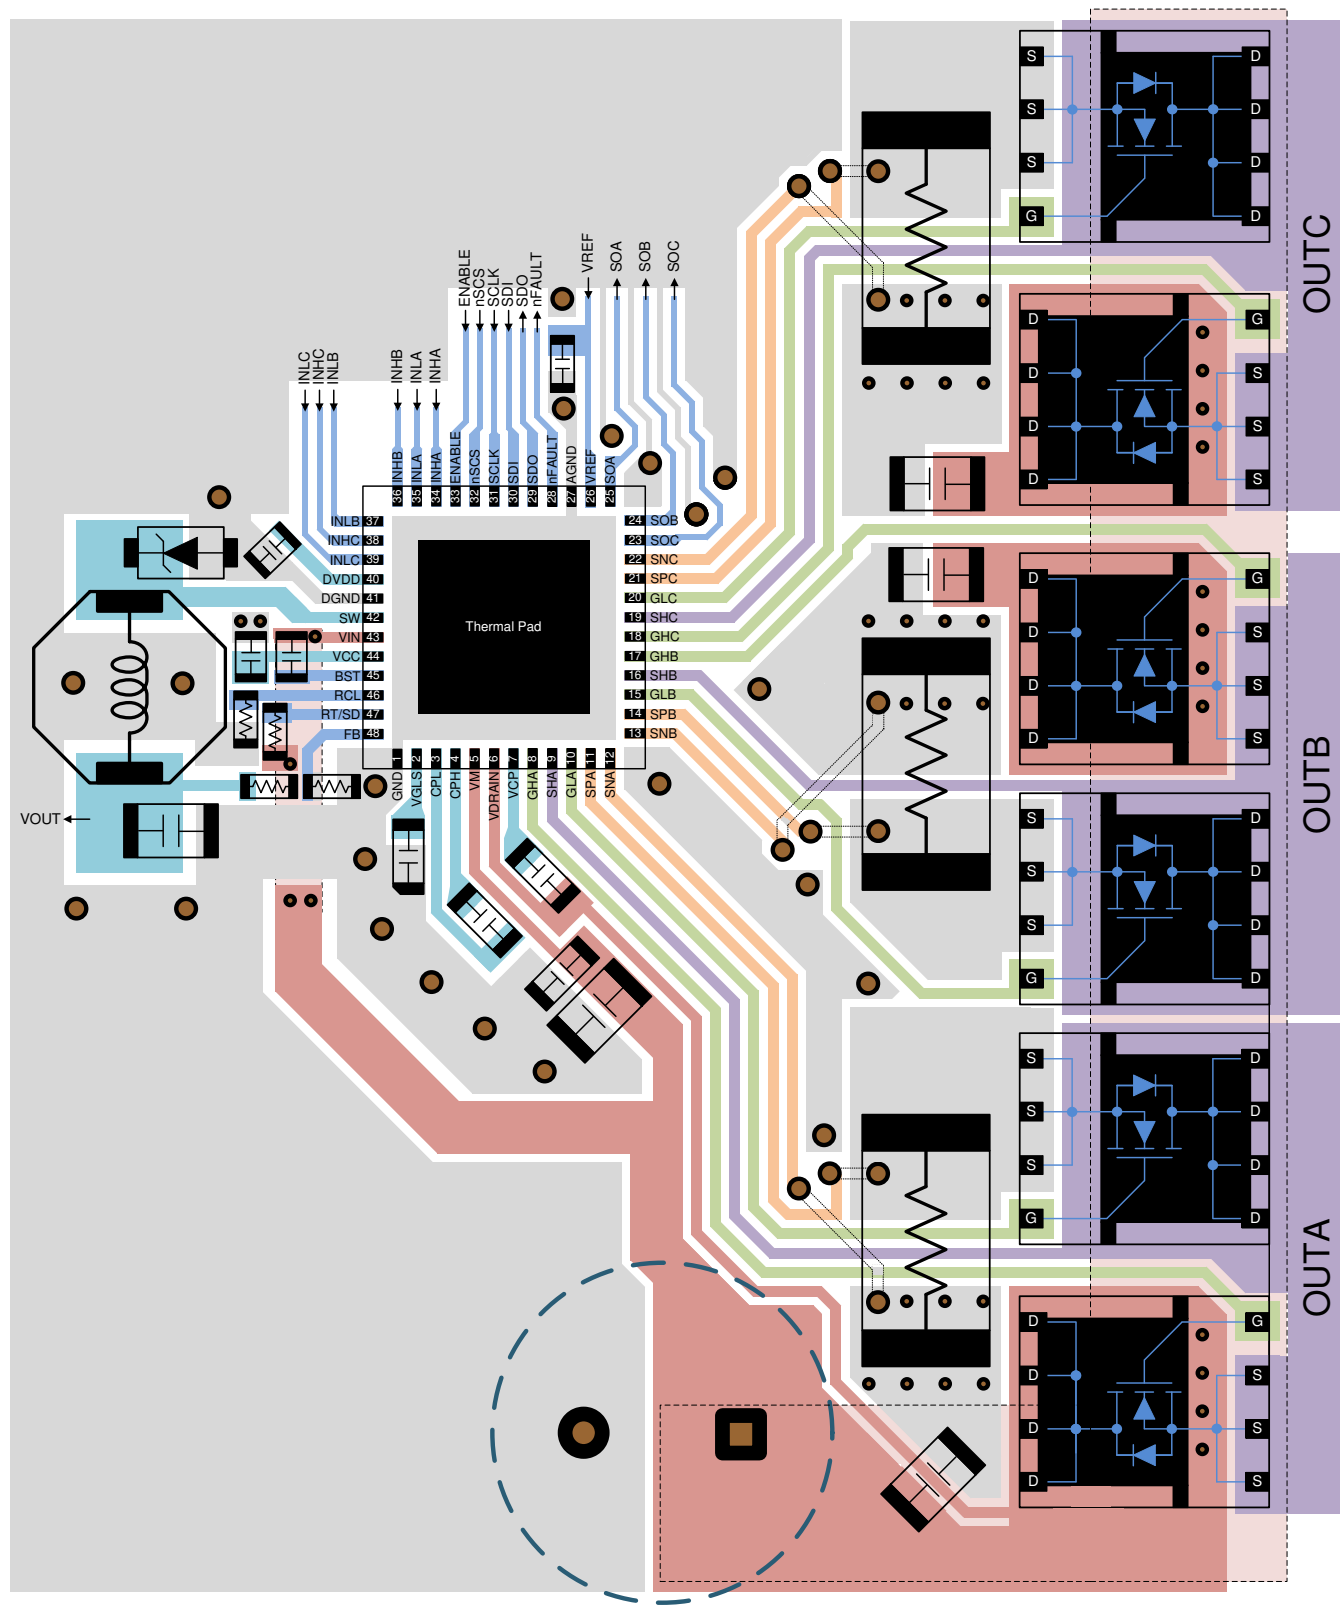 ENABLE
nSCS
SCLK
SDI
SDO
nFAULT
VREF
SOA
SOB
SOC
INLC
INHC
INLB
INHB
INLA
INHA
INHB
INLA
INHA
ENABLE
nSCS
SCLK
SDI
SDO
nFAULT
AGND
VREF
SOA
36
35
34
33
32
31
30
29
28
27
26
25
INLB 37
INHC 38
INLC 39
DVDD 40
DGND 41
SW 42
VIN 43
VCC 44
BST 45
RCL 46
RT/SD 47
FB 48
Thermal Pad
24 SOB
23 SOC
22 SNC
21 SPC
20 GLC
19 SHC
18 GHC
17 GHB
16 SHB
15 GLB
14 SPB
13 SNB
1
2
3
4
5
6
7
8
9
10
11
12
GND
VGLS
CPL
CPH
VM
VDRAIN
VCP
GHA
SHA
GLA
SPA
SNA
VOUT
S D
S D
S D
G D
OUTC
D G
D S
D S
D S
D G
D S
D S
D S
OUTB
S D
S D
S D
G D
S D
S D
S D
G D
OUTA
D G
D S
D S
D S